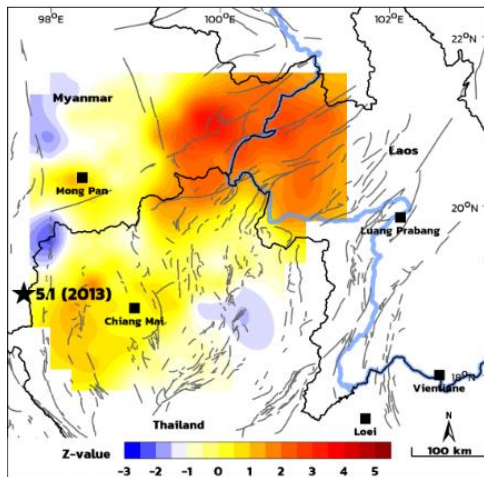 98°E
100°E
102°E
22°N
Myanmar
Laos
Mong Pan
20°N
Luang Prabang
5.1 (2013)
Chiang Mai
18°N
Vientiane
Thailand
Loei
N
100 km
Z-value
-3 -2 -1 0 1 2 3 4 5